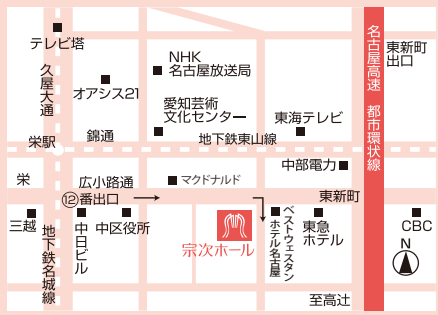 テレビ塔
久屋大通
オアシス21
NHK
名古屋放送局
愛知芸術
文化センター
東海テレビ
名古屋高速 都市環状線
東新町
出口
栄駅
錦通
地下鉄東山線
中部電力
栄
広小路通
⑫番出口
マクドナルド
東新町
三越
地下鉄名城線
中日ビル
中区役所
宗次ホール
ベストウェスタン
ホテル名古屋
東急
ホテル
CBC
N
至高辻